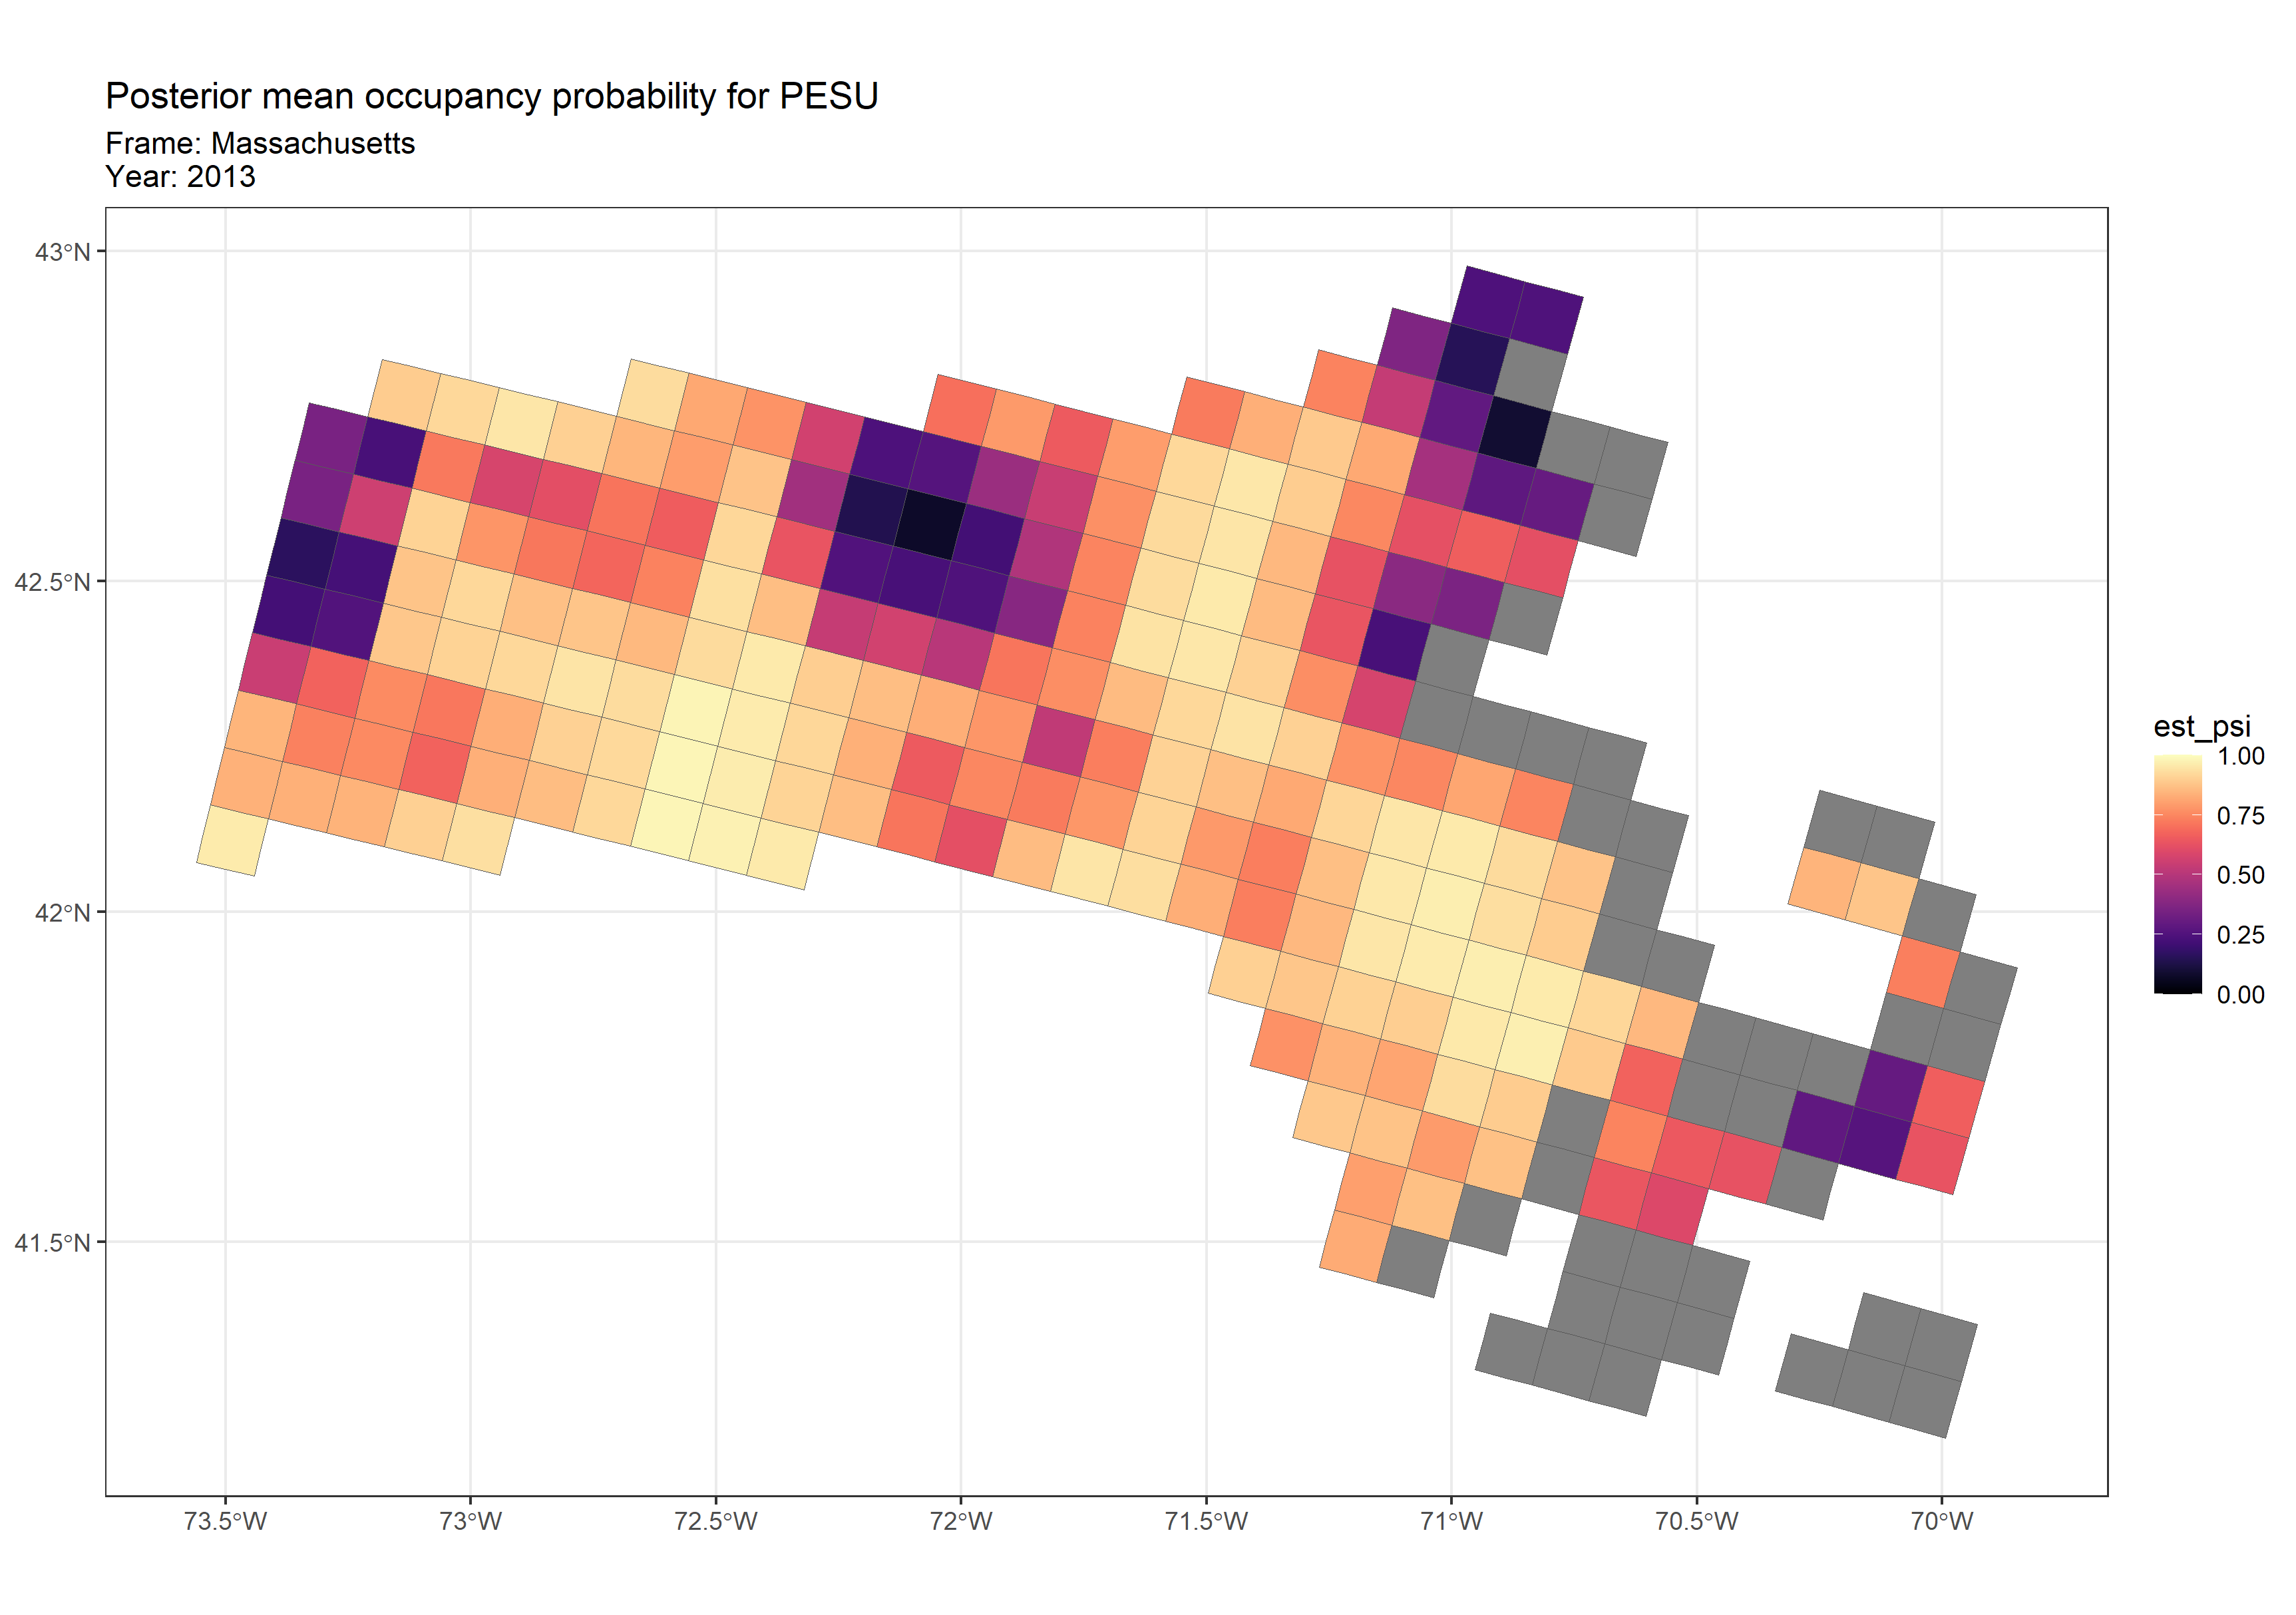 Posterior mean occupancy probability for PESU
Frame: Massachusetts
Year: 2013
43°N
42.5°N
42°N
41.5°N
73.5°W
73°W
72.5°W
72°W
71.5°W
71°W
70.5°W
70°W
est_psi
1.00
0.75
0.50
0.25
0.00